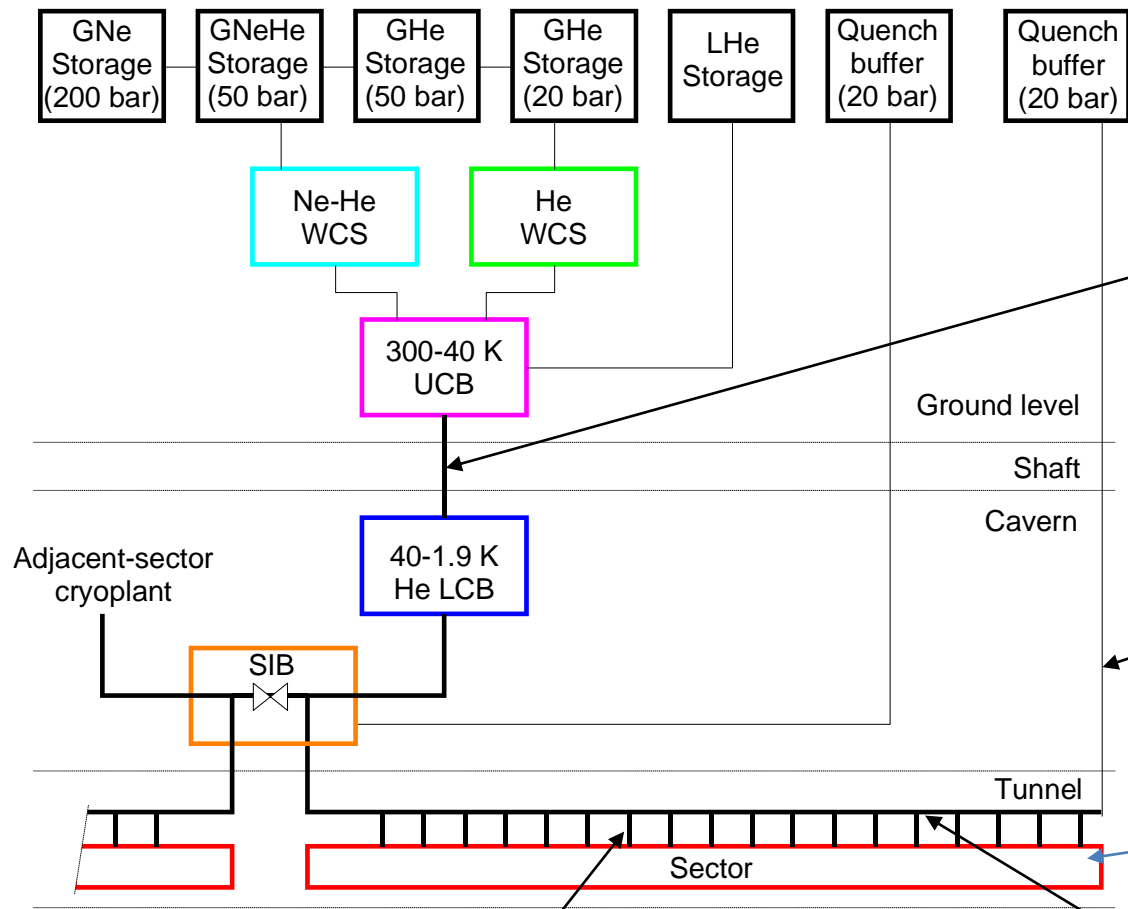 GNe
Storage
(200 bar)
GNeHe
Storage
(50 bar)
GHe
Storage
(50 bar)
GHe
Storage
(20 bar)
LHe
Storage
Quench
buffer
(20 bar)
Quench
buffer
(20 bar)
Ne-He
WCS
He
WCS
300-40 K
UCB
Ground level
Shaft
Cavern
40-1.9 K
He LCB
Adjacent-sector
cryoplant
SIB
Tunnel
Sector